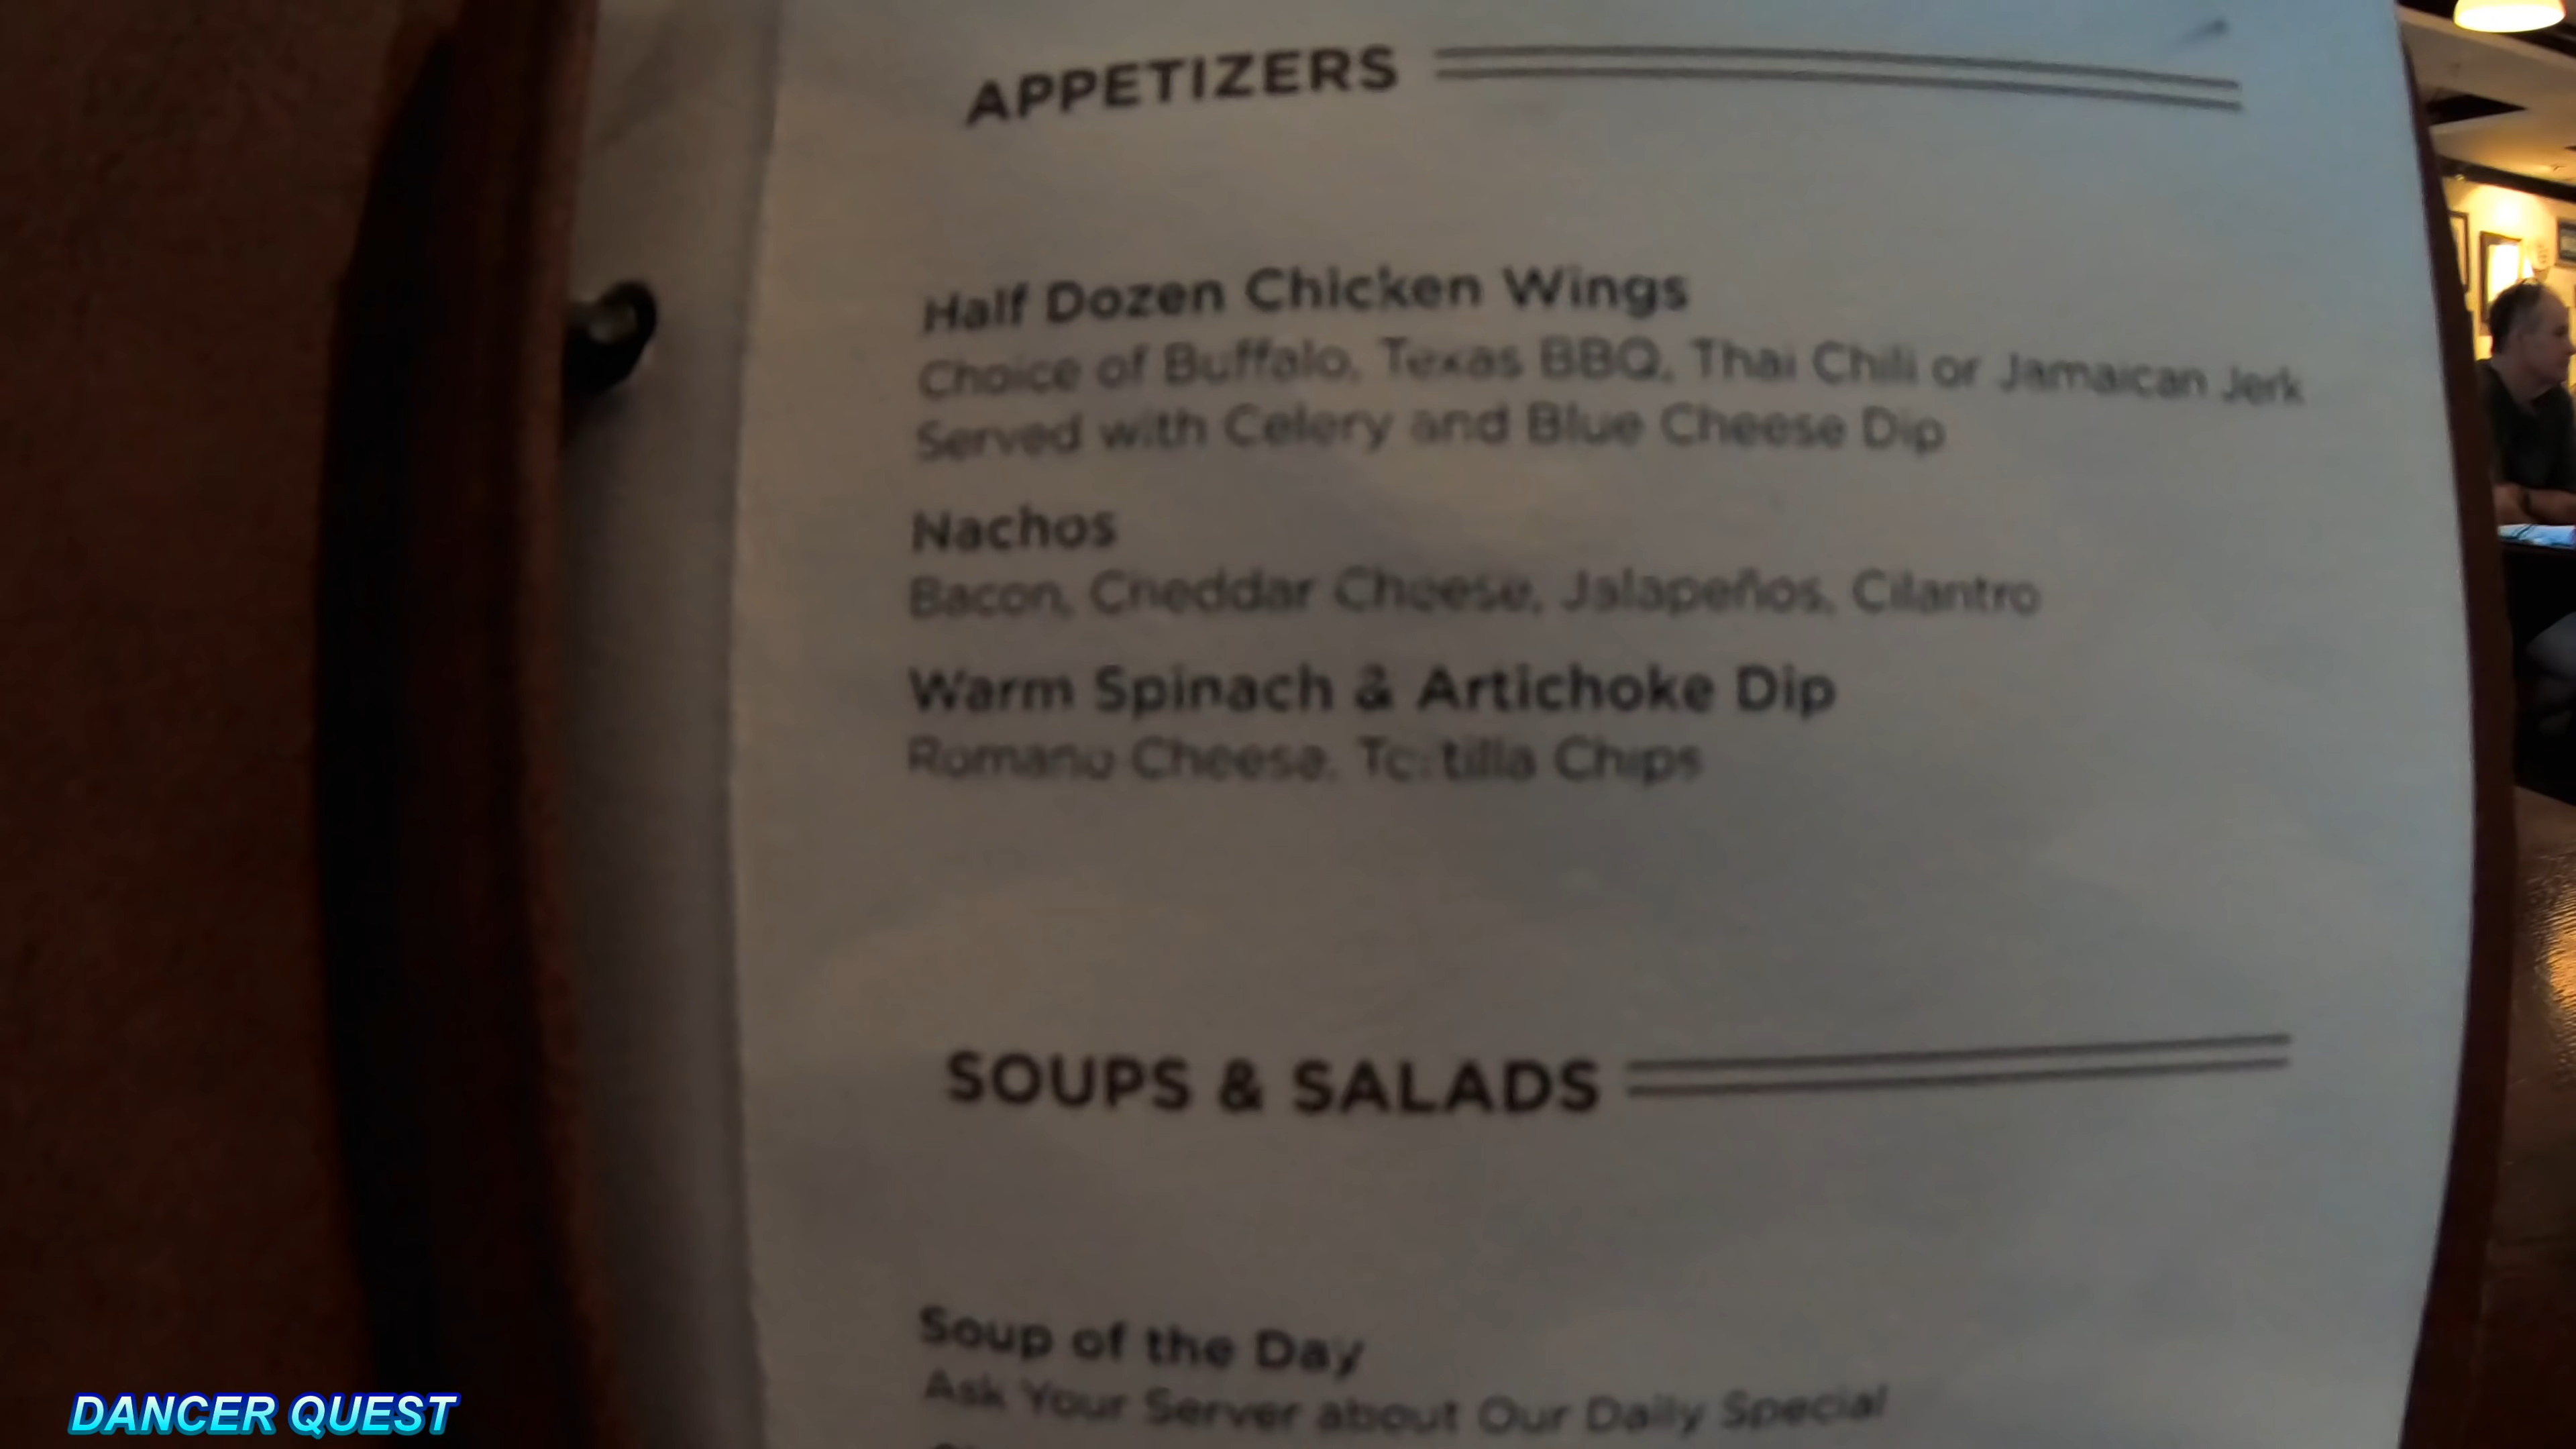 APPETIZERS
Half Dozen Chicken Wings
Choice of Buffalo, Texas BBQ, Thai Chili or Jamaican Jerk
Served with Celery and Blue Cheese Dip
Nachos
Bacon, Cheddar Cheese, Jalapeños, Cilantro
Warm Spinach & Artichoke Dip
Romano Cheese, Tortilla Chips
SOUPS & SALADS
Soup of the Day
Ask Your Server about Our Daily Special
DANCER QUEST